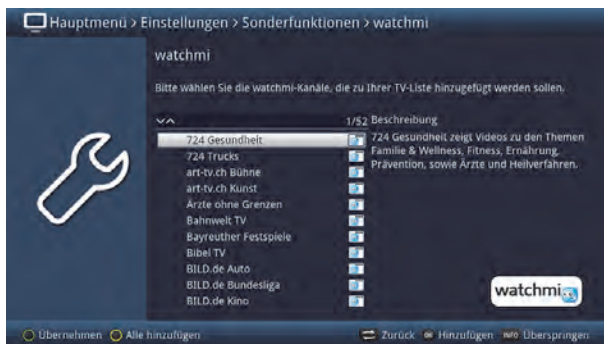 Hauptmenü > Einstellungen > Sonderfunktionen > watchmi
watchmi
Bitte wählen Sie die watchmi-Kanäle, die zu Ihrer TV-Liste hinzugefügt werden sollen.
1/52 Beschreibung
724 Gesundheit
724 Trucks
art-tv.ch Bühne
art-tv.ch Kunst
Ärzte ohne Grenzen
Bahnwelt TV
Bayreuther Festspiele
Bibel TV
BILD.de Auto
BILD.de Bundesliga
BILD.de Kino
724 Gesundheit zeigt Videos zu den Themen
Familie & Wellness, Fitness, Ernährung,
Prävention, sowie Ärzte und Heilverfahren.
watchmi
Übernehmen Alle hinzufügen Zurück OK Hinzufügen INFO Überspringen